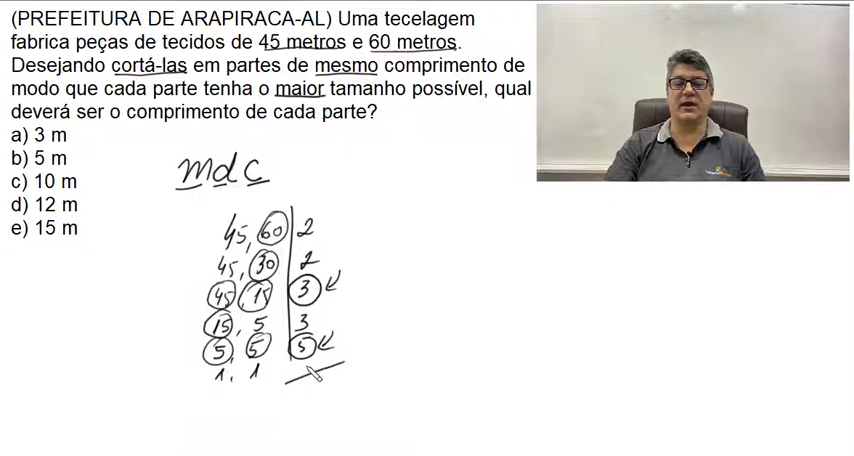 (PREFEITURA DE ARAPIRACA-AL) Uma tecelagem
fabrica peças de tecidos de 45 metros e 60 metros.
Desejando cortá-las em partes de mesmo comprimento de
modo que cada parte tenha o maior tamanho possível, qual
deverá ser o comprimento de cada parte?
a) 3 m
b) 5 m
c) 10 m
d) 12 m
e) 15 m
mdc
45, 60 | 2
45, 30 | 2
45, 15 | 3
15, 5 | 3
5, 5 | 5
1, 1